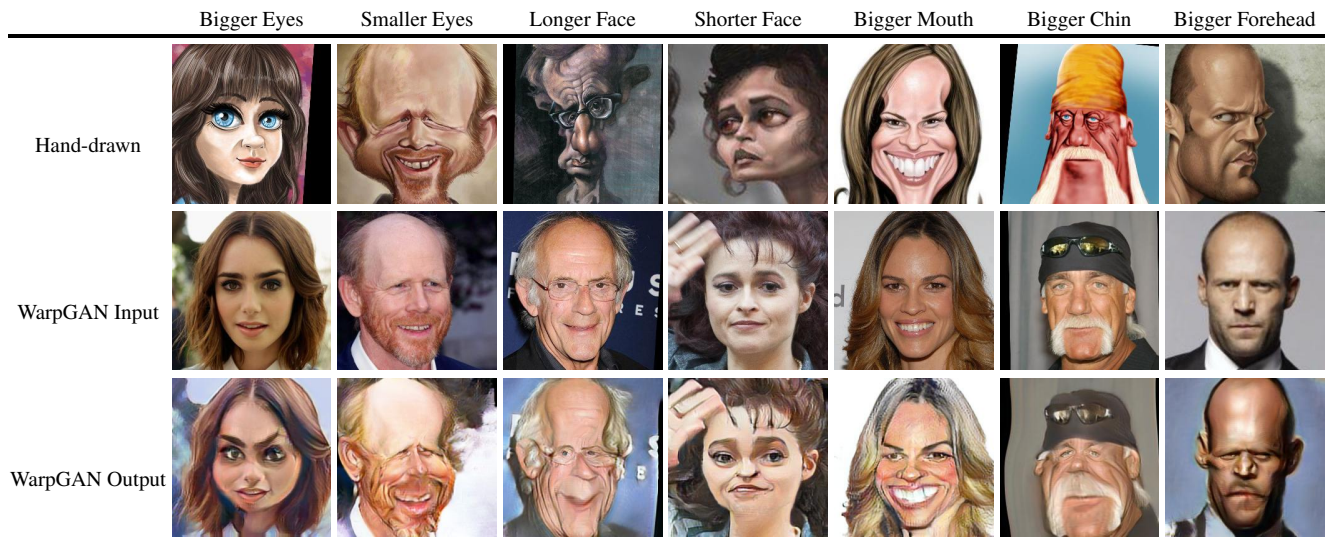 Bigger Eyes Smaller Eyes Longer Face Shorter Face Bigger Mouth Bigger Chin Bigger Forehead
Hand-drawn
WarpGAN Input
WarpGAN Output